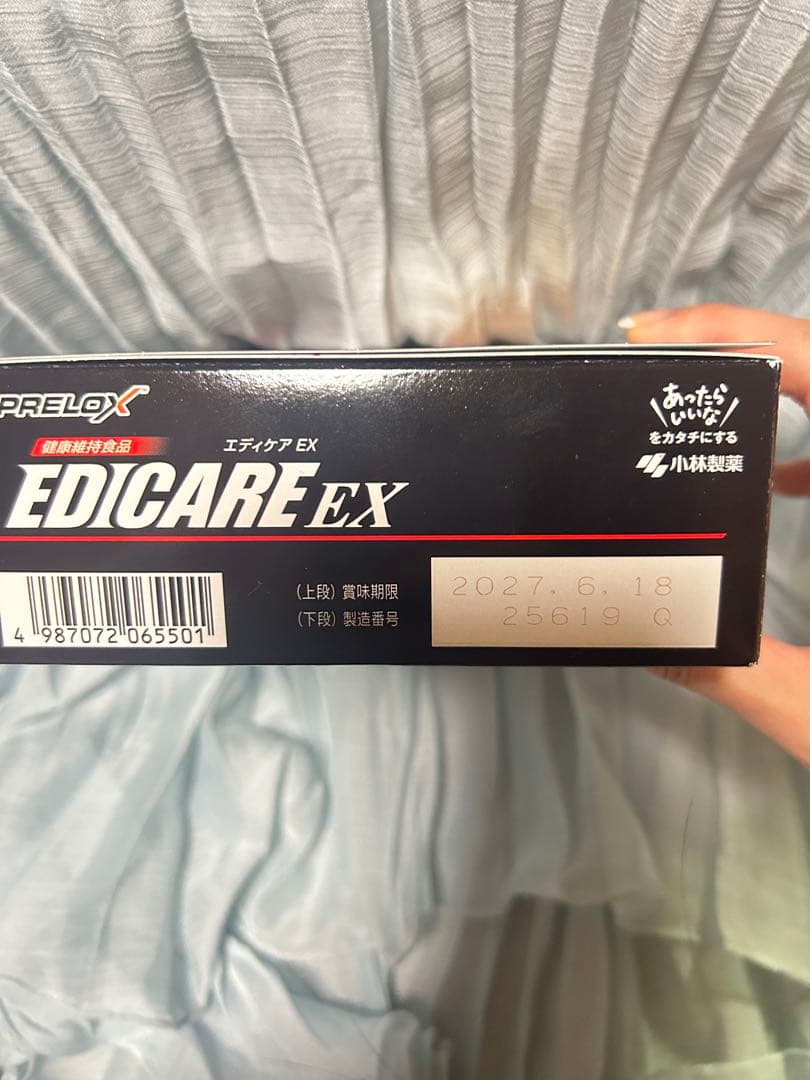 PRELOX
健康維持食品
エディケア EX
EDICARE EX
あったら
いいな
をカタチにする
小林製薬
(上段) 賞味期限
(下段) 製造番号
2027. 6. 18
25619 Q
4 987072 065501